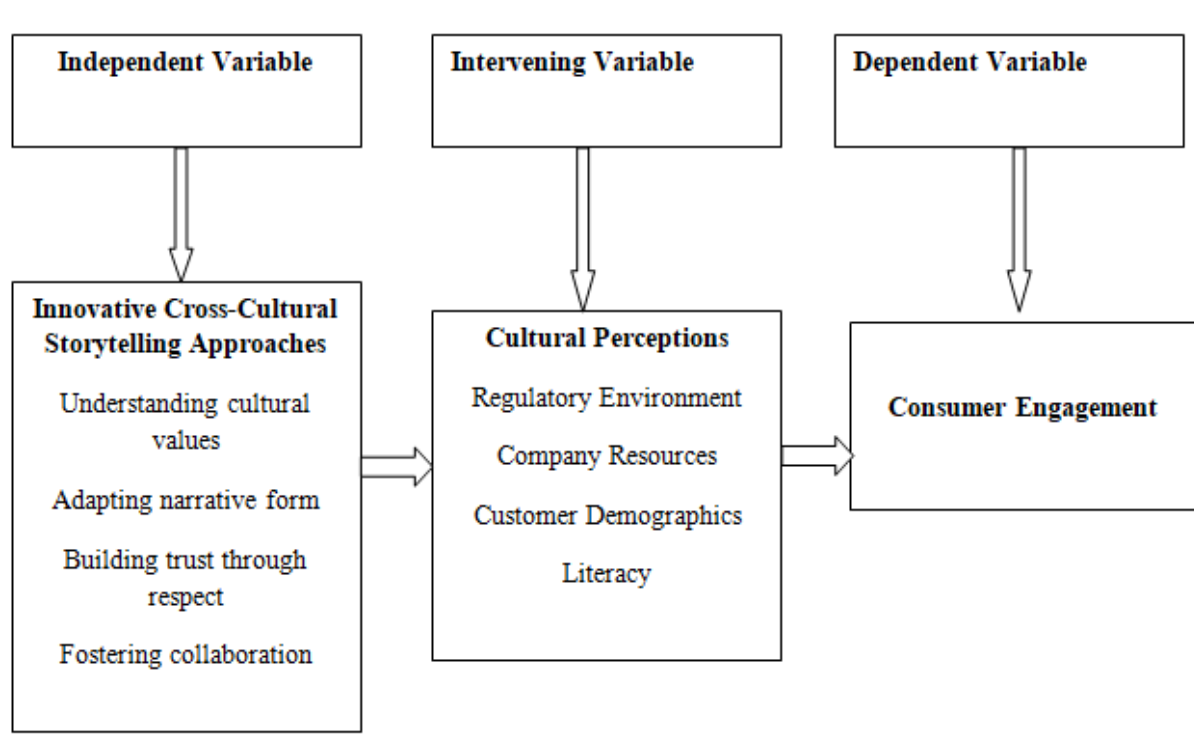 Independent Variable
Intervening Variable
Dependent Variable
Innovative Cross-Cultural
Storytelling Approaches
Understanding cultural
values
Adapting narrative form
Building trust through
respect
Fostering collaboration
Cultural Perceptions
Regulatory Environment
Company Resources
Customer Demographics
Literacy
Consumer Engagement